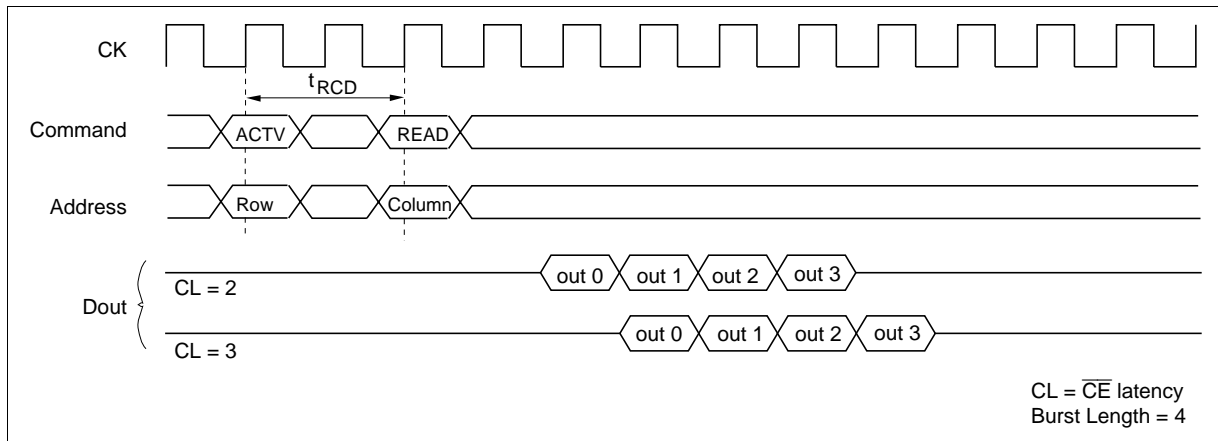 CK
tRCD
Command ACTV READ
Address Row Column
Dout
CL = 2 out 0 out 1 out 2 out 3
CL = 3 out 0 out 1 out 2 out 3
CL = C̅E̅ latency
Burst Length = 4